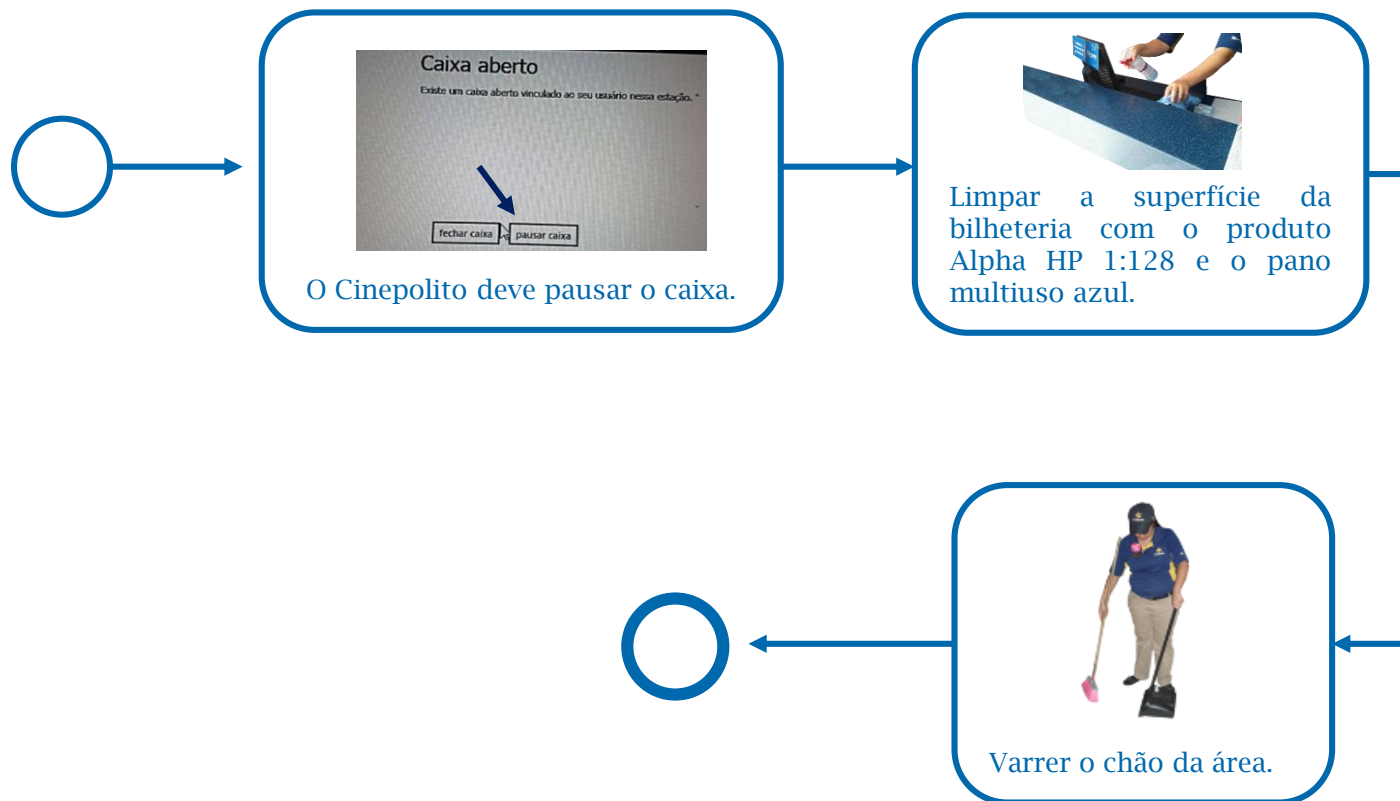 Caixa aberto
Existe um caixa aberto vinculado ao seu usuário nessa estação.
fechar caixa
pausar caixa
O Cinepolito deve pausar o caixa.
Limpar a superfície da
bilheteria com o produto
Alpha HP 1:128 e o pano
multiuso azul.
Varrer o chão da área.